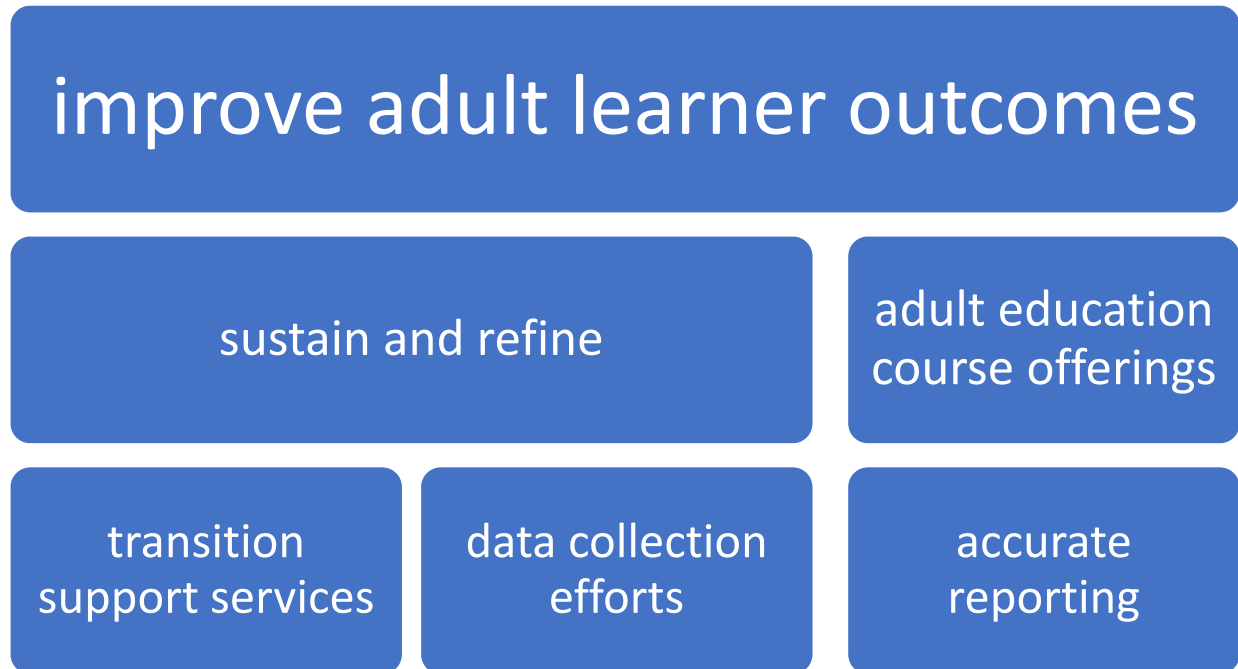 improve adult learner outcomes
sustain and refine
adult education
course offerings
transition
support services
data collection
efforts
accurate
reporting